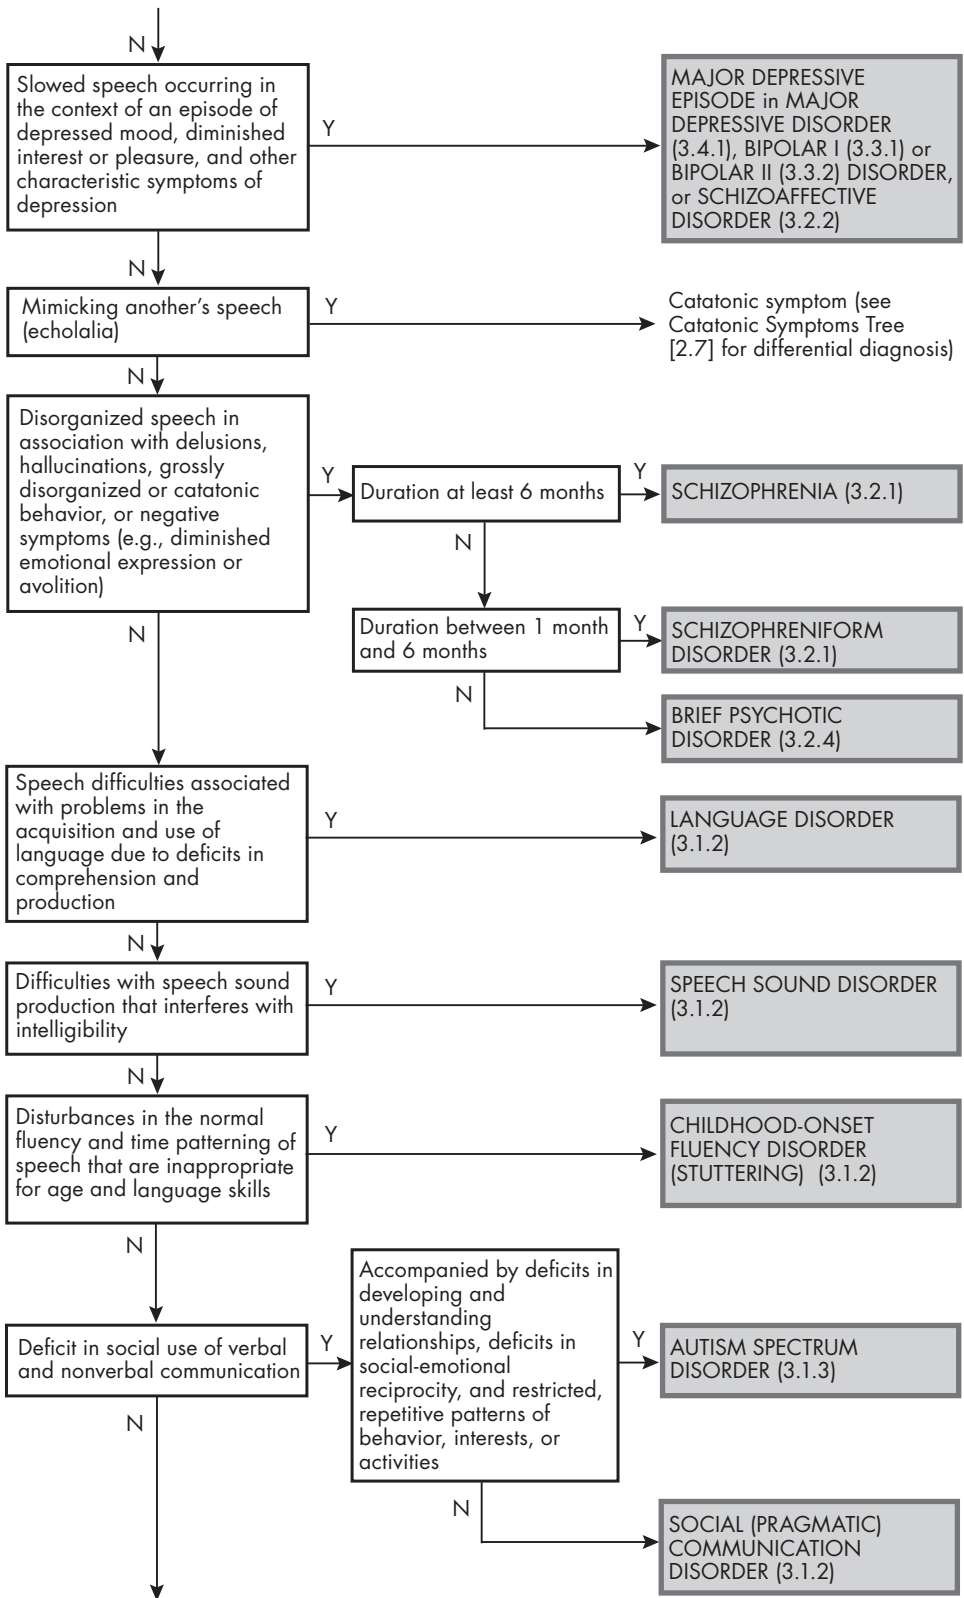 N
Slowed speech occurring in
the context of an episode of
depressed mood, diminished
interest or pleasure, and other
characteristic symptoms of
depression
Y
MAJOR DEPRESSIVE
EPISODE in MAJOR
DEPRESSIVE DISORDER
(3.4.1), BIPOLAR I (3.3.1) or
BIPOLAR II (3.3.2) DISORDER,
or SCHIZOAFFECTIVE
DISORDER (3.2.2)
N
Mimicking another’s speech
(echolalia)
Y
Catatonic symptom (see
Catatonic Symptoms Tree
[2.7] for differential diagnosis)
N
Disorganized speech in
association with delusions,
hallucinations, grossly
disorganized or catatonic
behavior, or negative
symptoms (e.g., diminished
emotional expression or
avolition)
Y
Duration at least 6 months
Y
SCHIZOPHRENIA (3.2.1)
N
Duration between 1 month
and 6 months
Y
SCHIZOPHRENIFORM
DISORDER (3.2.1)
N
BRIEF PSYCHOTIC
DISORDER (3.2.4)
N
Speech difficulties associated
with problems in the
acquisition and use of
language due to deficits in
comprehension and
production
Y
LANGUAGE DISORDER
(3.1.2)
N
Difficulties with speech sound
production that interferes with
intelligibility
Y
SPEECH SOUND DISORDER
(3.1.2)
N
Disturbances in the normal
fluency and time patterning of
speech that are inappropriate
for age and language skills
Y
CHILDHOOD-ONSET
FLUENCY DISORDER
(STUTTERING) (3.1.2)
N
Deficit in social use of verbal
and nonverbal communication
Y
Accompanied by deficits in
developing and
understanding
relationships, deficits in
social-emotional
reciprocity, and restricted,
repetitive patterns of
behavior, interests, or
activities
Y
AUTISM SPECTRUM
DISORDER (3.1.3)
N
SOCIAL (PRAGMATIC)
COMMUNICATION
DISORDER (3.1.2)
N